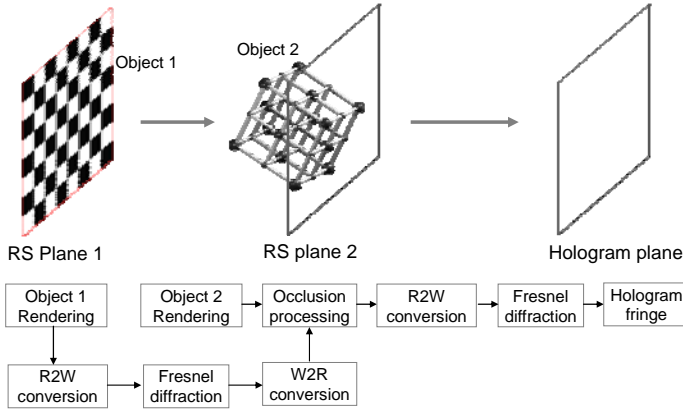 Object 1
Object 2
RS Plane 1
RS plane 2
Hologram plane
Object 1
Rendering
Object 2
Rendering
Occlusion
processing
R2W
conversion
Fresnel
diffraction
Hologram
fringe
R2W
conversion
Fresnel
diffraction
W2R
conversion